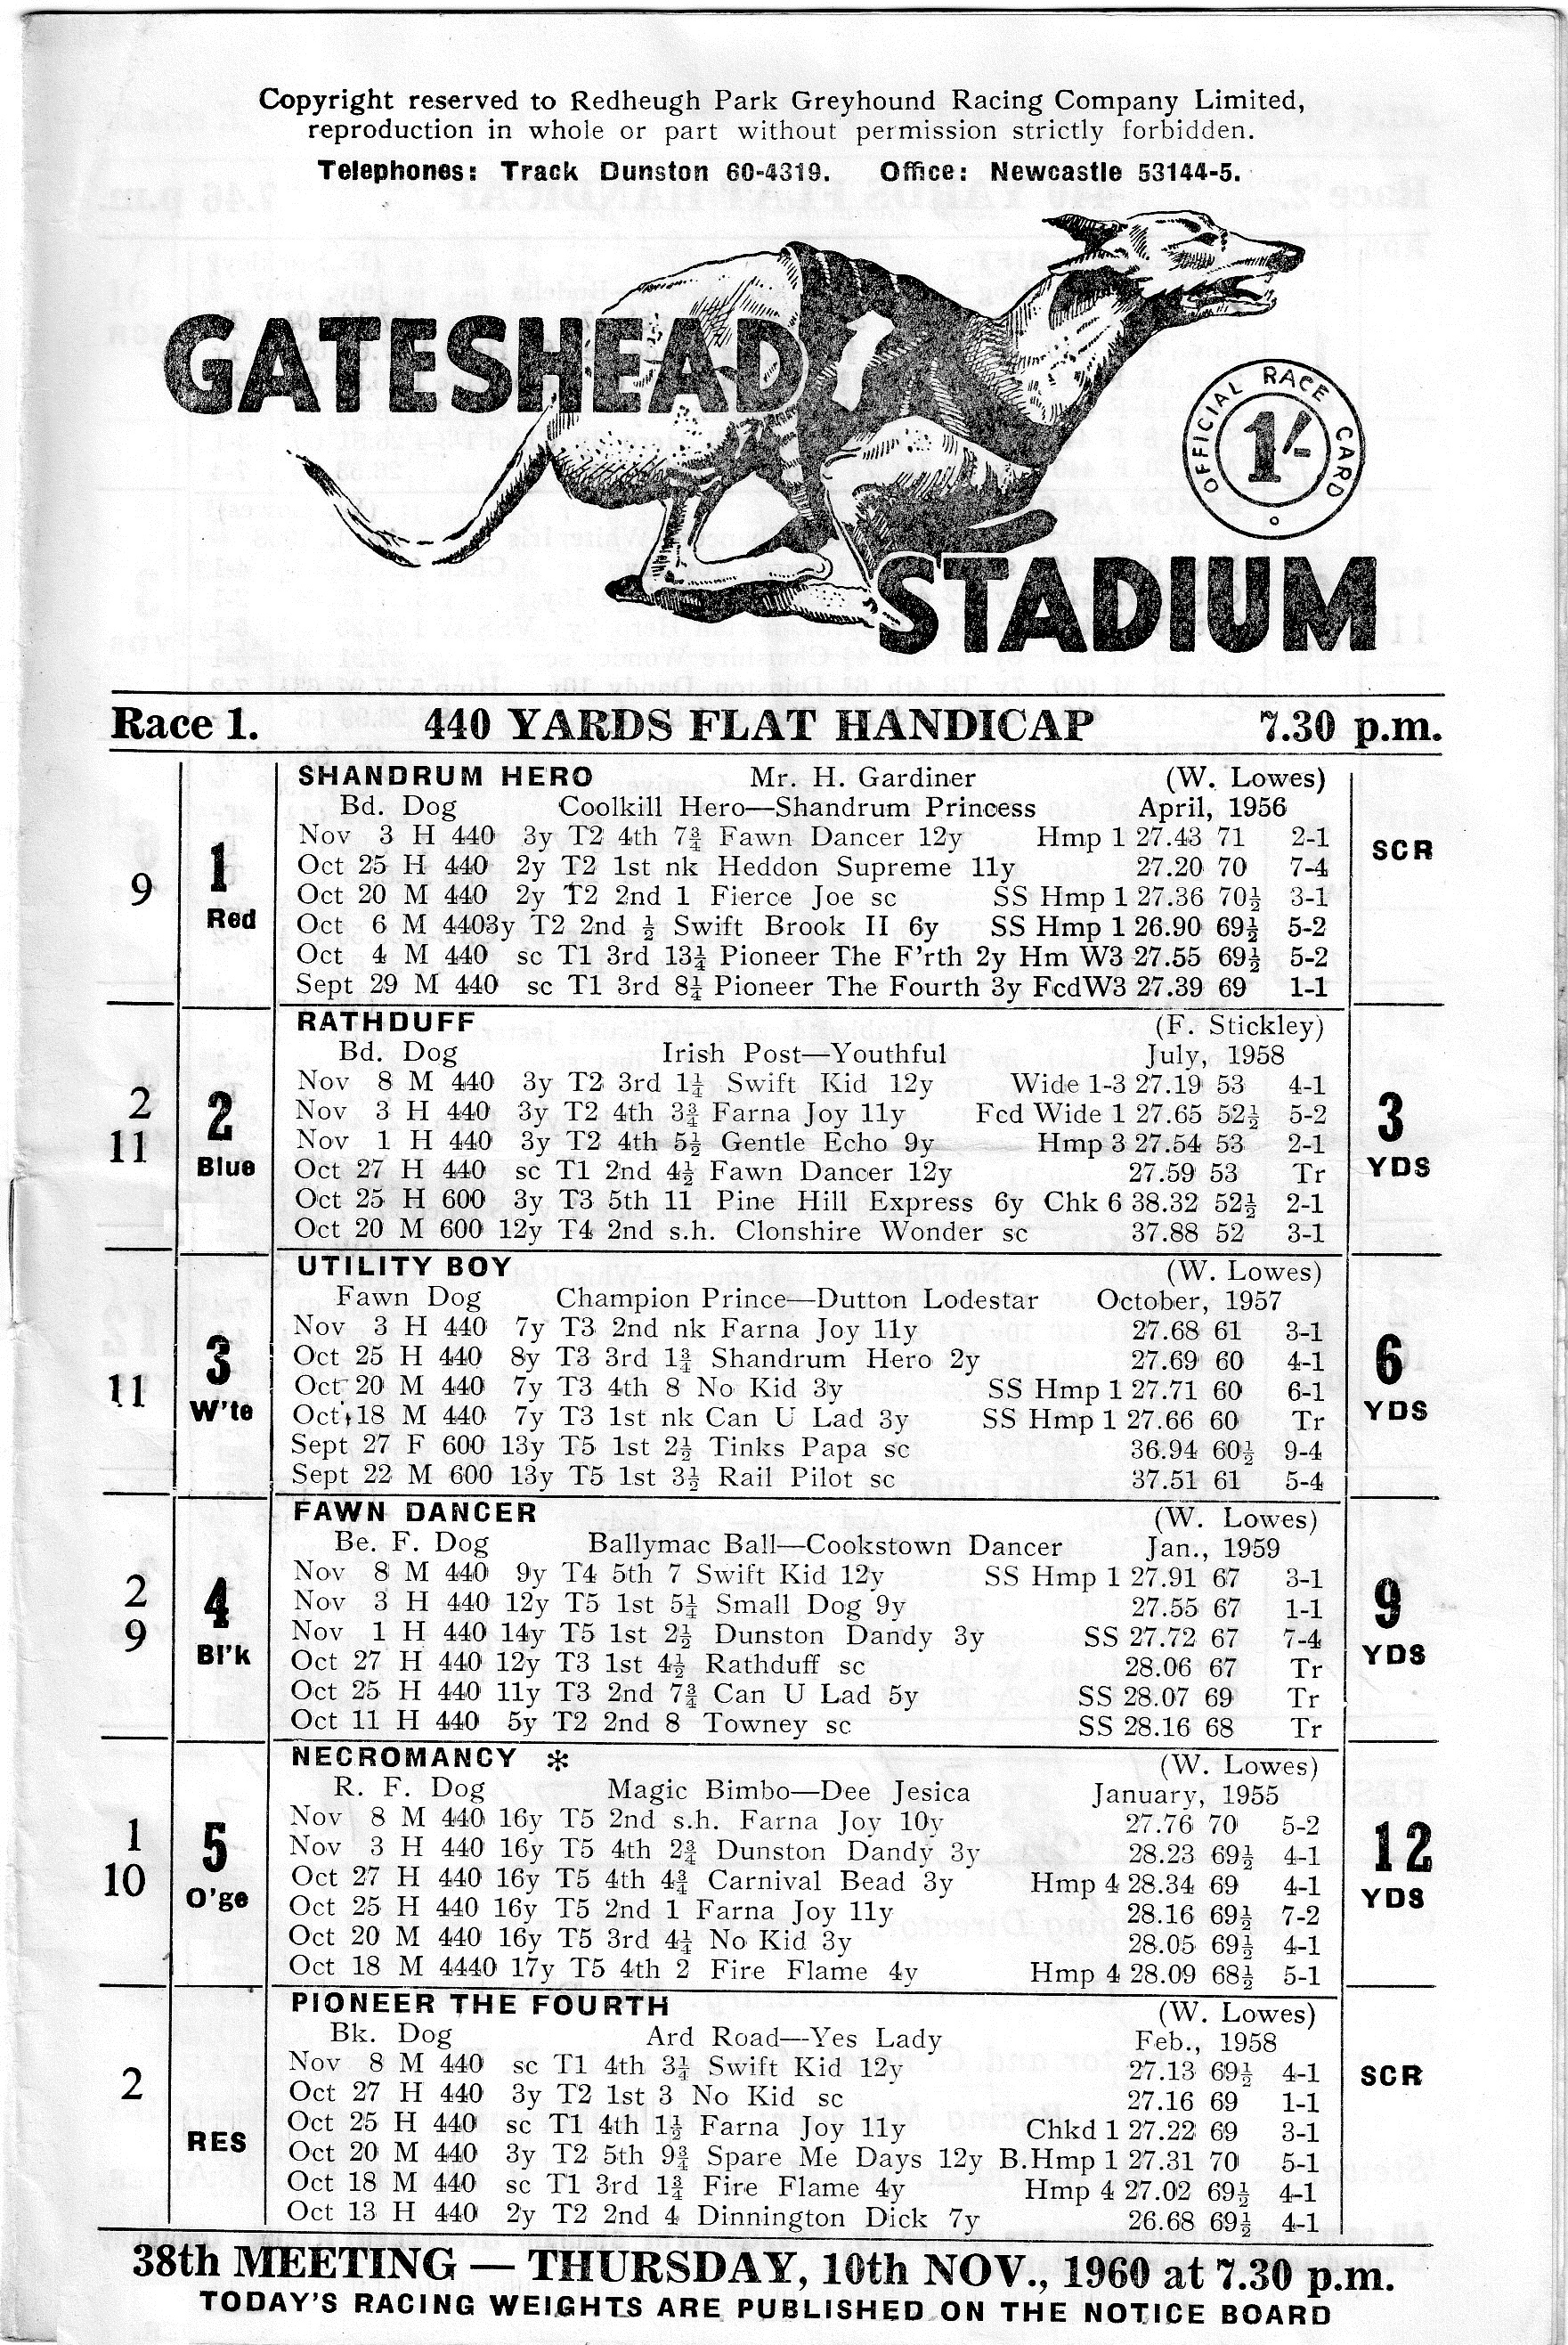 Copyright reserved to Redheugh Park Greyhound Racing Company Limited,
reproduction in whole or part without permission strictly forbidden.
Telephones: Track Dunston 60-4319. Office: Newcastle 53144-5.
GATESHEAD
OFFICIAL RACE CARD
1/-
STADIUM
Race 1. 440 YARDS FLAT HANDICAP 7.30 p.m.
SHANDRUM HERO Mr. H. Gardiner (W. Lowes)
Bd. Dog Coolkill Hero—Shandrum Princess April, 1956
Nov 3 H 440 3y T2 4th 7¾ Fawn Dancer 12y Hmp 1 27.43 71 2-1
SCR
Oct 25 H 440 2y T2 1st nk Heddon Supreme 11y 27.20 70 7-4
9 1 Oct 20 M 440 2y T2 2nd 1 Fierce Joe sc SS Hmp 1 27.36 70½ 3-1
Red Oct 6 M 4403y T2 2nd ½ Swift Brook II 6y SS Hmp 1 26.90 69½ 5-2
Oct 4 M 440 sc T1 3rd 13¼ Pioneer The F'rth 2y Hm W3 27.55 69½ 5-2
Sept 29 M 440 sc T1 3rd 8¼ Pioneer The Fourth 3y FcdW3 27.39 69 1-1
RATHDUFF (F. Stickley)
Bd. Dog Irish Post—Youthful July, 1958
Nov 8 M 440 3y T2 3rd 1¼ Swift Kid 12y Wide 1-3 27.19 53 4-1
2 2 Nov 3 H 440 3y T2 4th 3¾ Farna Joy 11y Fcd Wide 1 27.65 52½ 5-2 3
11 Nov 1 H 440 3y T2 4th 5½ Gentle Echo 9y Hmp 3 27.54 53 2-1
Blue Oct 27 H 440 sc T1 2nd 4½ Fawn Dancer 12y 27.59 53 Tr YDS
Oct 25 H 600 3y T3 5th 11 Pine Hill Express 6y Chk 6 38.32 52½ 2-1
Oct 20 M 600 12y T4 2nd s.h. Clonshire Wonder sc 37.88 52 3-1
UTILITY BOY (W. Lowes)
Fawn Dog Champion Prince—Dutton Lodestar October, 1957
Nov 3 H 440 7y T3 2nd nk Farna Joy 11y 27.68 61 3-1
3 Oct 25 H 440 8y T3 3rd 1¾ Shandrum Hero 2y 27.69 60 4-1 6
11 Oct 20 M 440 7y T3 4th 8 No Kid 3y SS Hmp 1 27.71 60 6-1
W'te Oct 18 M 440 7y T3 1st nk Can U Lad 3y SS Hmp 1 27.66 60 Tr YDS
Sept 27 F 600 13y T5 1st 2½ Tinks Papa sc 36.94 60½ 9-4
Sept 22 M 600 13y T5 1st 3½ Rail Pilot sc 37.51 61 5-4
FAWN DANCER (W. Lowes)
Be. F. Dog Ballymac Ball—Cookstown Dancer Jan., 1959
Nov 8 M 440 9y T4 5th 7 Swift Kid 12y SS Hmp 1 27.91 67 3-1
2 4 Nov 3 H 440 12y T5 1st 5¼ Small Dog 9y 27.55 67 1-1 9
9 Nov 1 H 440 14y T5 1st 2½ Dunston Dandy 3y SS 27.72 67 7-4
Bl'k Oct 27 H 440 12y T3 1st 4½ Rathduff sc 28.06 67 Tr YDS
Oct 25 H 440 11y T3 2nd 7¾ Can U Lad 5y SS 28.07 69 Tr
Oct 11 H 440 5y T2 2nd 8 Towney sc SS 28.16 68 Tr
NECROMANCY * (W. Lowes)
R. F. Dog Magic Bimbo—Dee Jesica January, 1955
Nov 8 M 440 16y T5 2nd s.h. Farna Joy 10y 27.76 70 5-2
1 5 Nov 3 H 440 16y T5 4th 2¾ Dunston Dandy 3y 28.23 69½ 4-1 12
10 Oct 27 H 440 16y T5 4th 4¾ Carnival Bead 3y Hmp 4 28.34 69 4-1
O'ge Oct 25 H 440 16y T5 2nd 1 Farna Joy 11y 28.16 69½ 7-2 YDS
Oct 20 M 440 16y T5 3rd 4¼ No Kid 3y 28.05 69½ 4-1
Oct 18 M 4440 17y T5 4th 2 Fire Flame 4y Hmp 4 28.09 68½ 5-1
PIONEER THE FOURTH (W. Lowes)
Bk. Dog Ard Road—Yes Lady Feb., 1958
Nov 8 M 440 sc T1 4th 3¼ Swift Kid 12y 27.13 69½ 4-1 SCR
2 Oct 27 H 440 3y T2 1st 3 No Kid sc 27.16 69 1-1
Oct 25 H 440 sc T1 4th 1½ Farna Joy 11y Chkd 1 27.22 69 3-1
RES Oct 20 M 440 3y T2 5th 9¾ Spare Me Days 12y B.Hmp 1 27.31 70 5-1
Oct 18 M 440 sc T1 3rd 1¾ Fire Flame 4y Hmp 4 27.02 69½ 4-1
Oct 13 H 440 2y T2 2nd 4 Dinnington Dick 7y 26.68 69½ 4-1
38th MEETING — THURSDAY, 10th NOV., 1960 at 7.30 p.m.
TODAY'S RACING WEIGHTS ARE PUBLISHED ON THE NOTICE BOARD